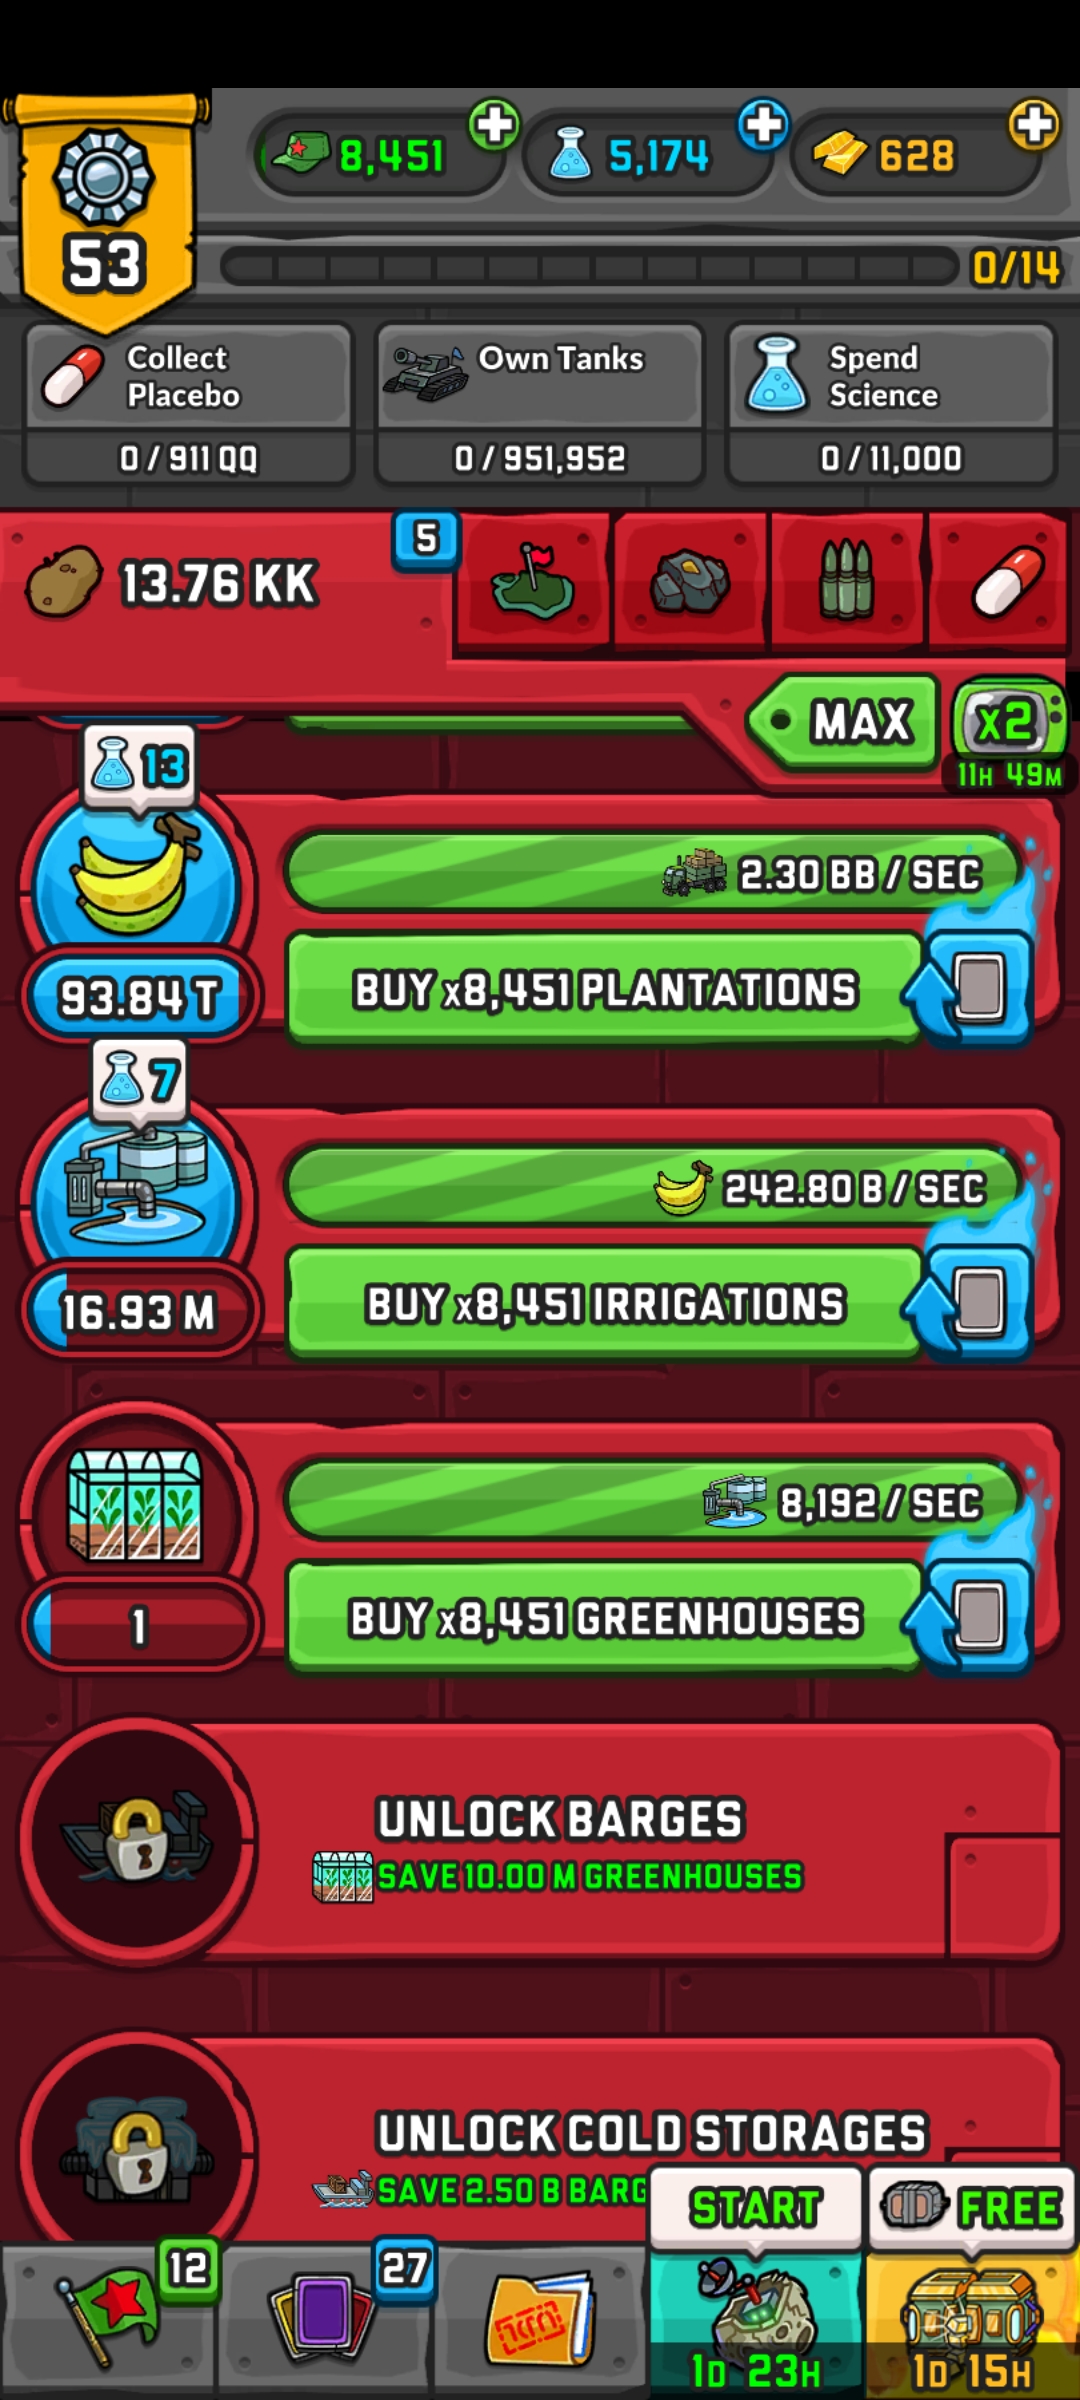 53
8,451
5,174
628
0/14
Collect Placebo
0 / 911 QQ
Own Tanks
0 / 951,952
Spend Science
0 / 11,000
13.76 KK
5
MAX
x2
11H 49M
13
2.30 BB / SEC
93.84 T
BUY x8,451 PLANTATIONS
7
242.80 B / SEC
16.93 M
BUY x8,451 IRRIGATIONS
8,192 / SEC
1
BUY x8,451 GREENHOUSES
UNLOCK BARGES
SAVE 10.00 M GREENHOUSES
UNLOCK COLD STORAGES
SAVE 2.50 B BARG
START
FREE
12
27
1D 23H
1D 15H